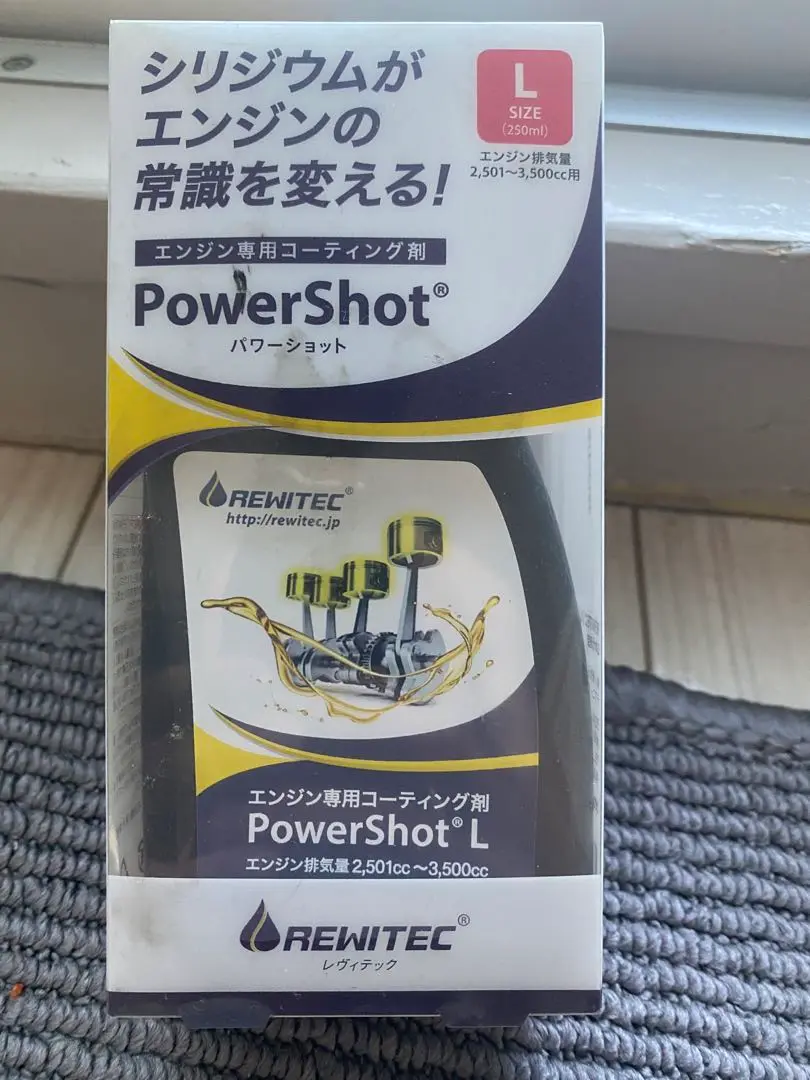 シリジウムが
エンジンの
常識を変える!
L
SIZE
(250ml)
エンジン排気量
2,501〜3,500cc用
エンジン専用コーティング剤
PowerShot®
パワーショット
REWITEC®
http://rewitec.jp
エンジン専用コーティング剤
PowerShot® L
エンジン排気量2,501cc〜3,500cc
REWITEC®
レヴィテック